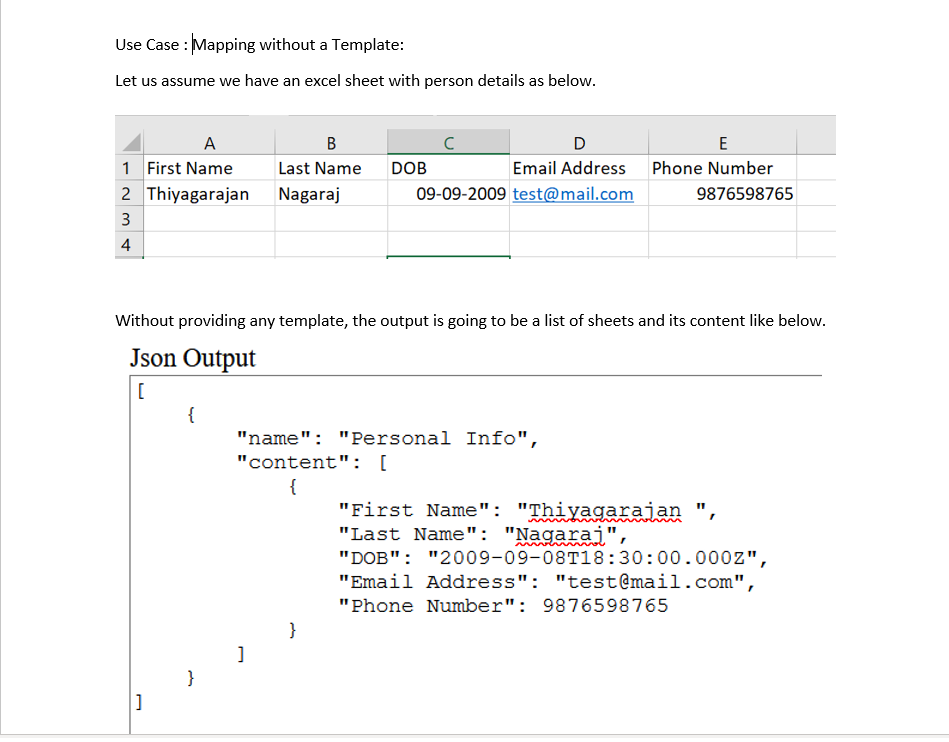 Use Case : Mapping without a Template:
Let us assume we have an excel sheet with person details as below.
A B C D E
1 First Name Last Name DOB Email Address Phone Number
2 Thiyagarajan Nagaraj 09-09-2009 test@mail.com 9876598765
3
4
Without providing any template, the output is going to be a list of sheets and its content like below.
Json Output
[
{
"name": "Personal Info",
"content": [
{
"First Name": "Thiyagarajan ",
"Last Name": "Nagaraj",
"DOB": "2009-09-08T18:30:00.000Z",
"Email Address": "test@mail.com",
"Phone Number": 9876598765
}
]
}
]